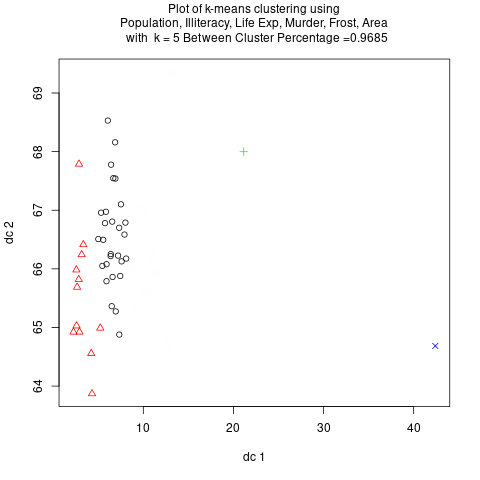 Plot of k-means clustering using
Population, Illiteracy, Life Exp, Murder, Frost, Area
with k = 5 Between Cluster Percentage =0.9685
69
68
67
66
65
64
dc 2
10
20
30
40
dc 1